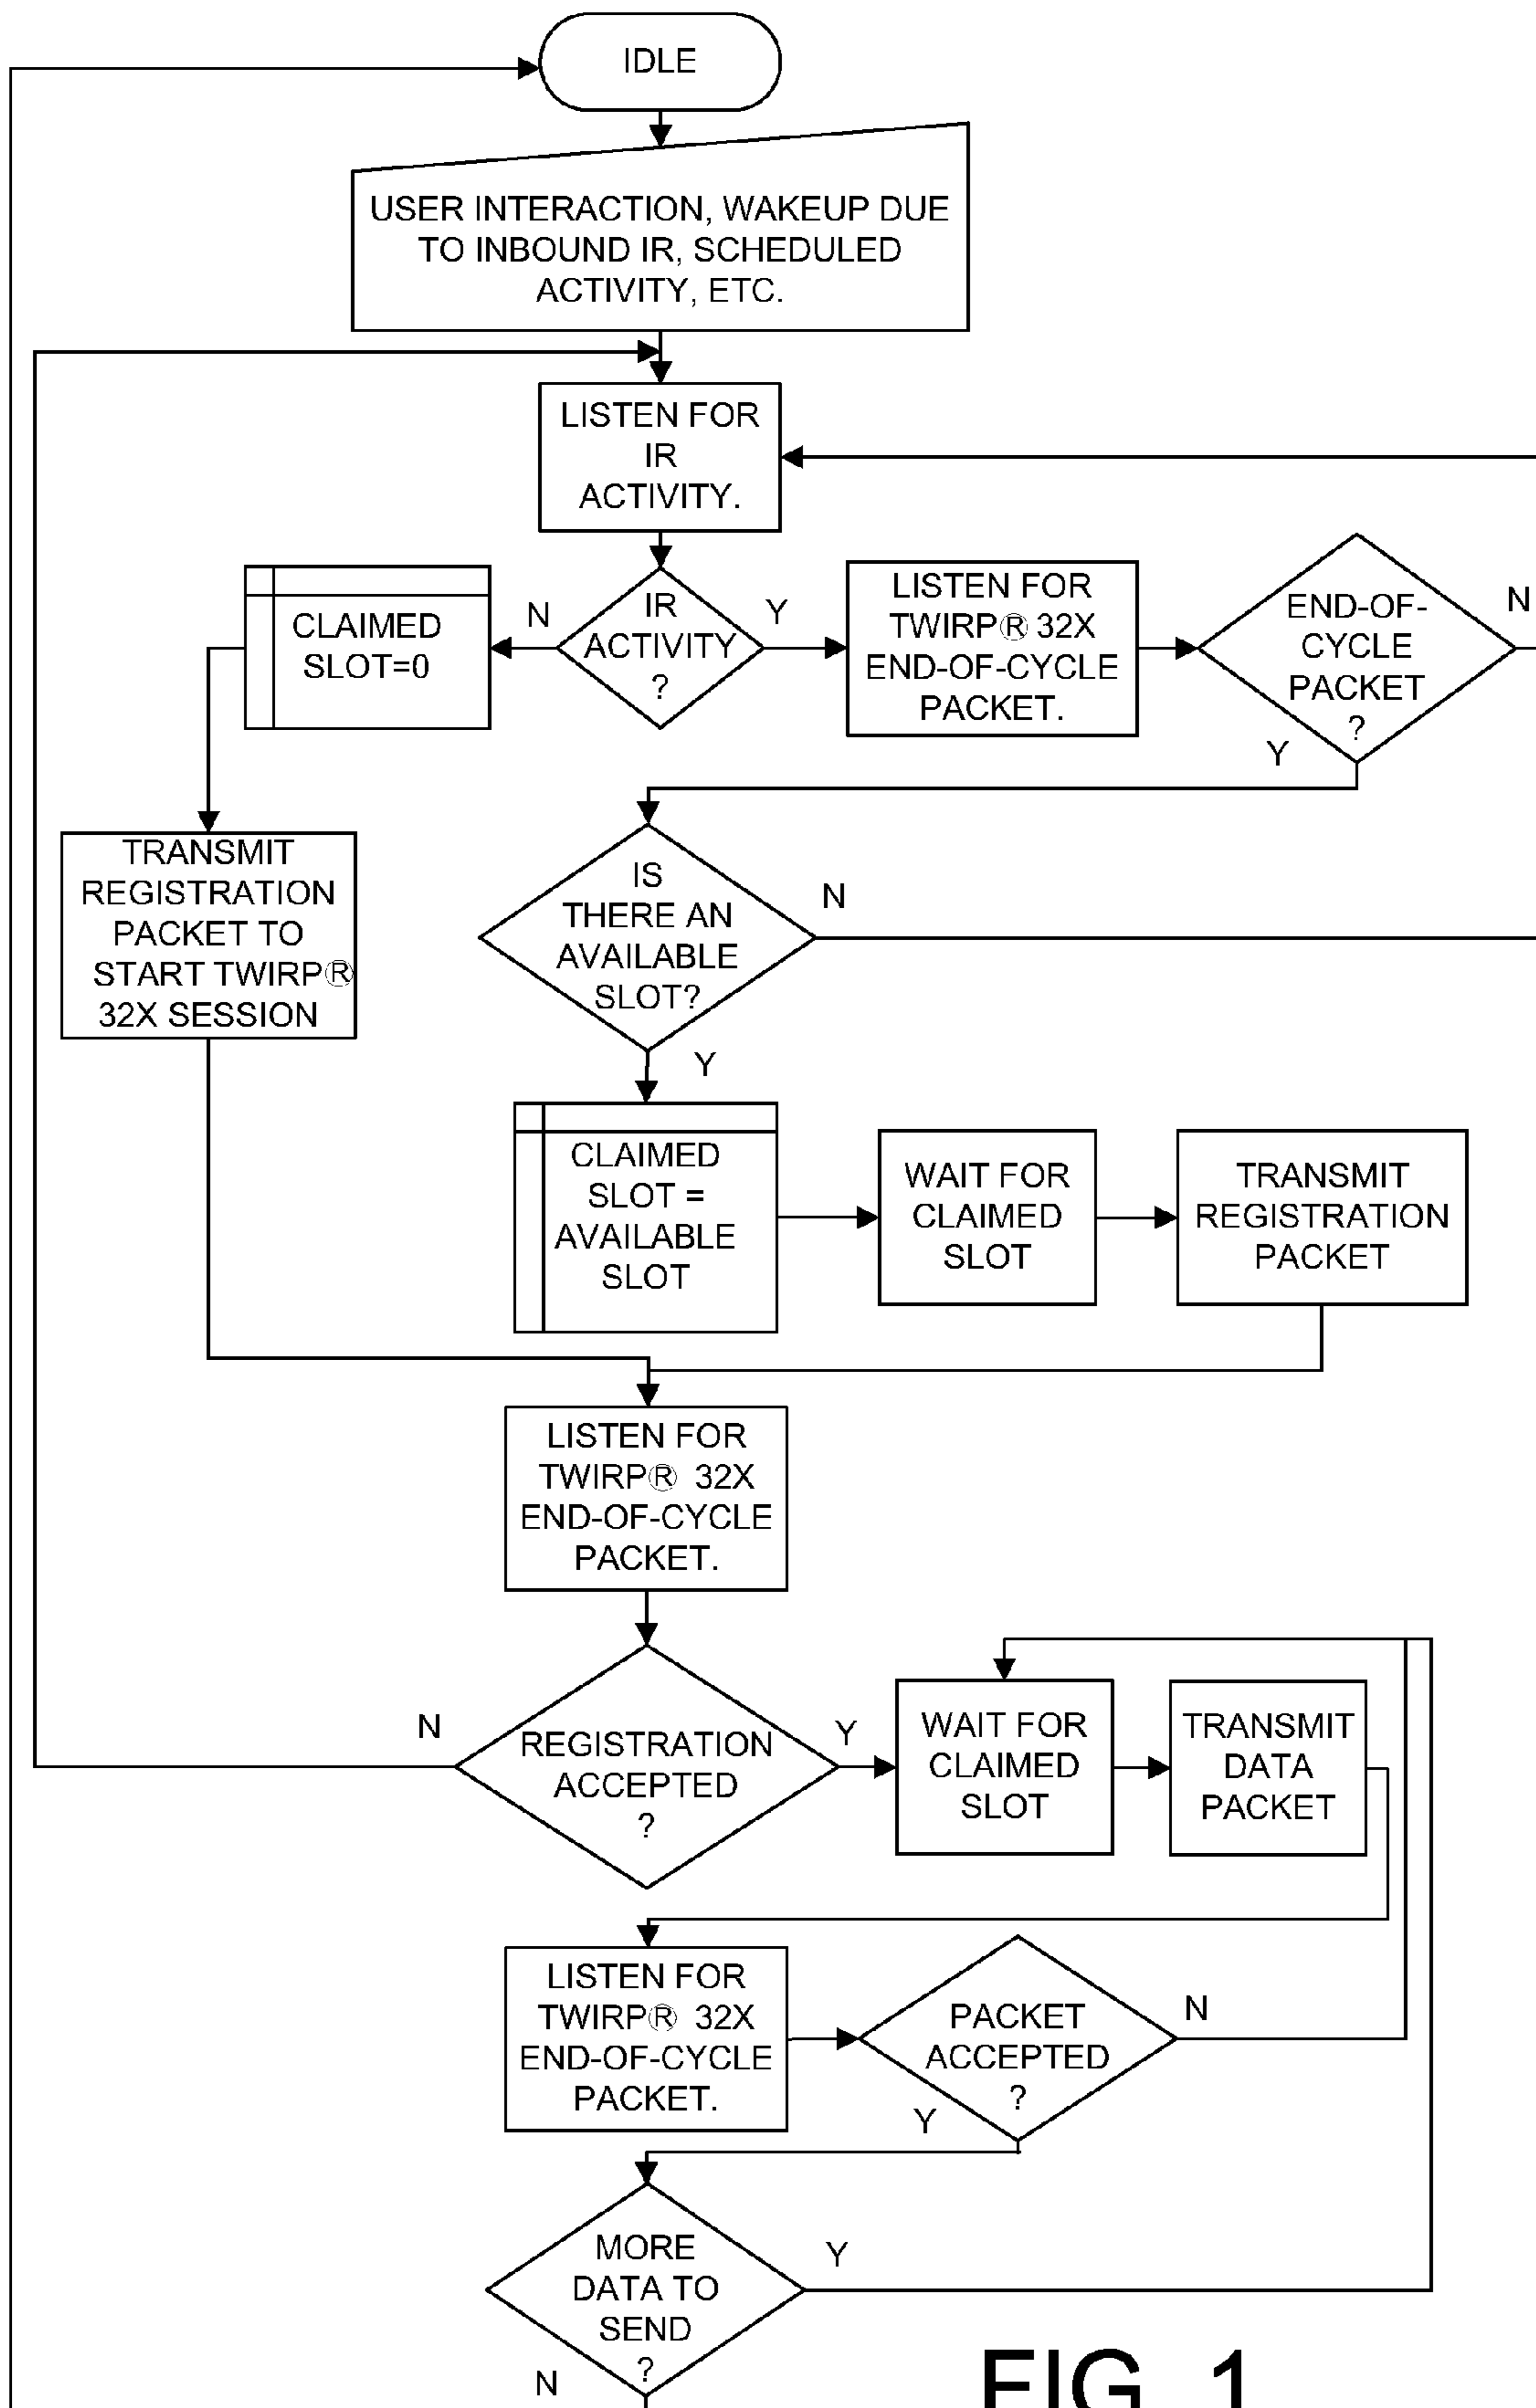 IDLE
USER INTERACTION, WAKEUP DUE
TO INBOUND IR, SCHEDULED
ACTIVITY, ETC.
LISTEN FOR
IR
ACTIVITY.
CLAIMED
SLOT=0
N
IR
ACTIVITY
?
Y
LISTEN FOR
TWIRP® 32X
END-OF-CYCLE
PACKET.
END-OF-
CYCLE
PACKET
?
N
Y
TRANSMIT
REGISTRATION
PACKET TO
START TWIRP®
32X SESSION
IS
THERE AN
AVAILABLE
SLOT?
N
Y
CLAIMED
SLOT =
AVAILABLE
SLOT
WAIT FOR
CLAIMED
SLOT
TRANSMIT
REGISTRATION
PACKET
LISTEN FOR
TWIRP® 32X
END-OF-CYCLE
PACKET.
N
REGISTRATION
ACCEPTED
?
Y
WAIT FOR
CLAIMED
SLOT
TRANSMIT
DATA
PACKET
LISTEN FOR
TWIRP® 32X
END-OF-CYCLE
PACKET.
PACKET
ACCEPTED
?
N
Y
MORE
DATA TO
SEND
?
Y
N
FIG. 1